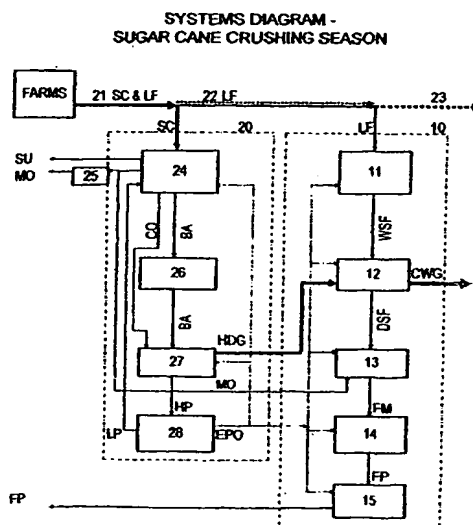 SYSTEMS DIAGRAM -
SUGAR CANE CRUSHING SEASON
FARMS
21 SC & LF
22 LF
23
SC
20
LF
10
SU
MO
25
24
11
CO
BA
WSF
26
12
CWG
BA
HDG
DSF
27
13
MO
HP
FM
LP
28
EPO
14
FP
FP
15